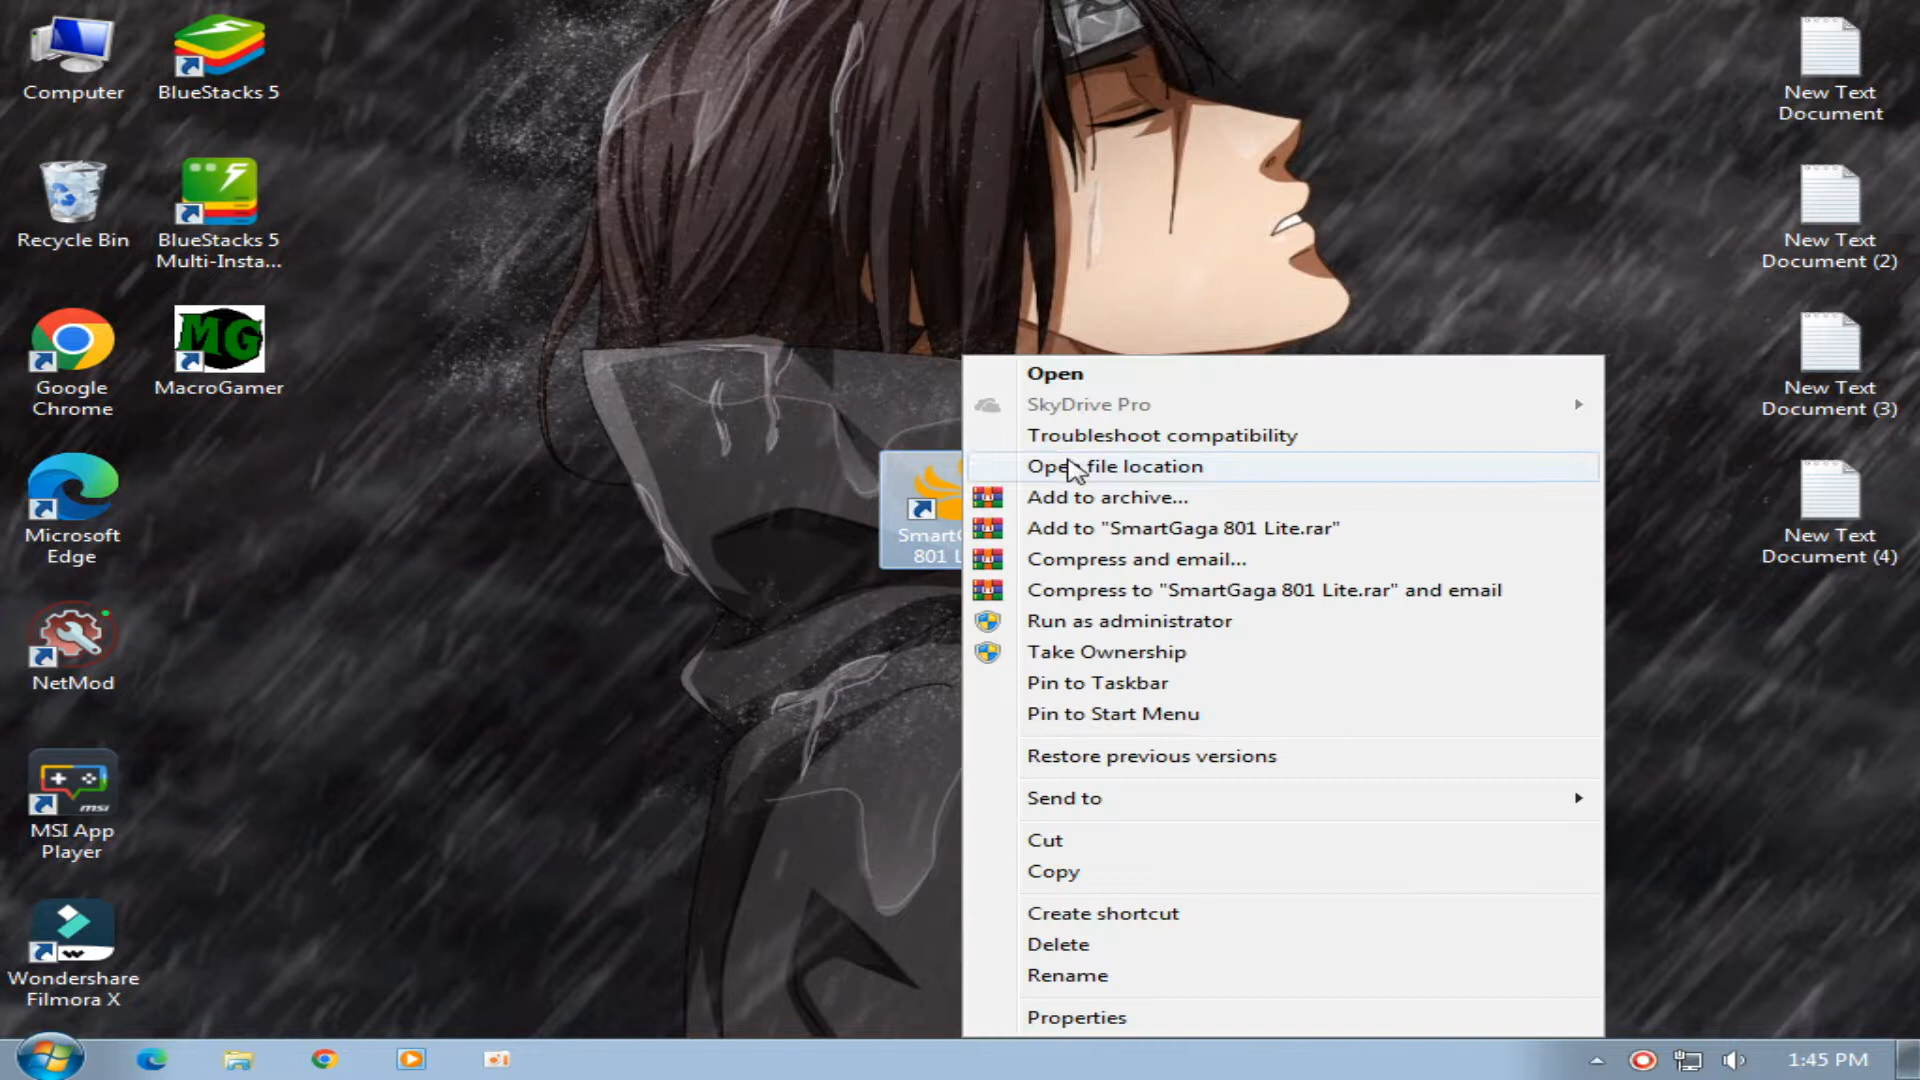 Computer
BlueStacks 5
Recycle Bin
BlueStacks 5
Multi-Insta...
Google
Chrome
MG
MacroGamer
Microsoft
Edge
NetMod
msi
MSI App
Player
Wondershare
Filmora X
801
Open
SkyDrive Pro
Troubleshoot compatibility
Open file location
Add to archive...
Add to "SmartGaga 801 Lite.rar"
Compress and email...
Compress to "SmartGaga 801 Lite.rar" and email
Run as administrator
Take Ownership
Pin to Taskbar
Pin to Start Menu
Restore previous versions
Send to
Cut
Copy
Create shortcut
Delete
Rename
Properties
New Text
Document
New Text
Document (2)
New Text
Document (3)
New Text
Document (4)
1:45 PM